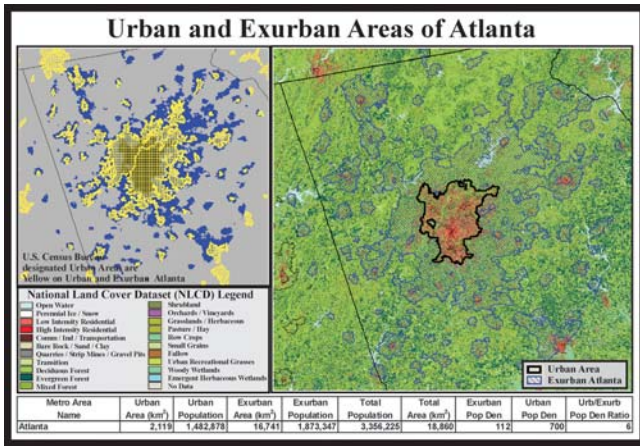 Urban and Exurban Areas of Atlanta
U.S. Census Bureau
designated Urban Areas are
Yellow on Urban and Exurban Atlanta
National Land Cover Dataset (NLCD) Legend
Open Water
Perennial Ice / Snow
Low Intensity Residential
High Intensity Residential
Comm / Ind / Transportation
Bare Rock / Sand / Clay
Quarries / Strip Mines / Gravel Pits
Transition
Deciduous Forest
Evergreen Forest
Mixed Forest
Shrubland
Orchards / Vineyards
Grasslands / Herbaceous
Pasture / Hay
Row Crops
Small Grains
Fallow
Urban Recreational Grasses
Woody Wetlands
Emergent Herbaceous Wetlands
No Data
Urban Area
Exurban Atlanta
Metro Area Urban Urban Exurban Exurban Total Total Exurban Urban Urb/Exurb
Name Area (km²) Population Area (km²) Population Population Area (km²) Pop Den Pop Den Pop Den Ratio
Atlanta 2,119 1,482,878 16,741 1,873,347 3,356,225 18,860 112 700 6